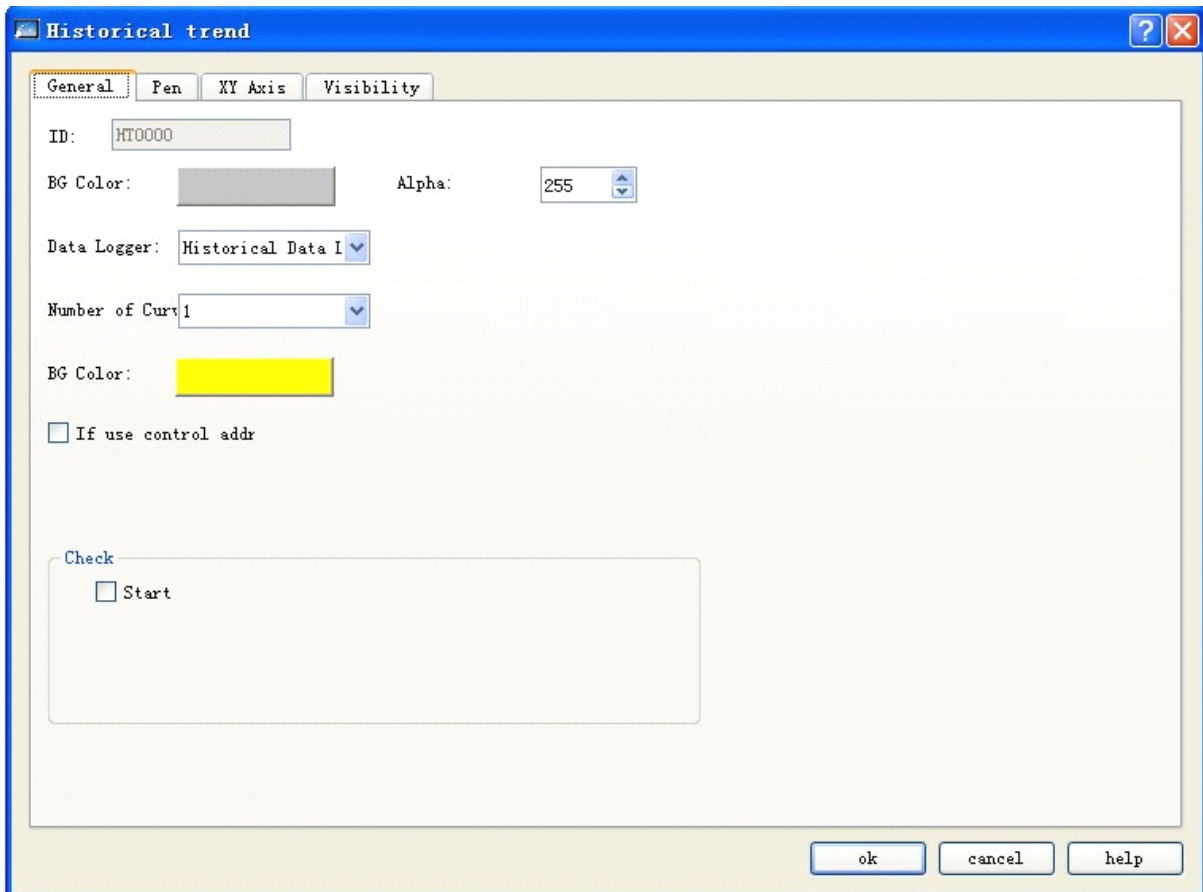 Historical trend
General Pen XY Axis Visibility
ID: HT0000
BG Color: Alpha: 255
Data Logger: Historical Data
Number of Curv 1
BG Color:
If use control addr
Check
Start
ok cancel help